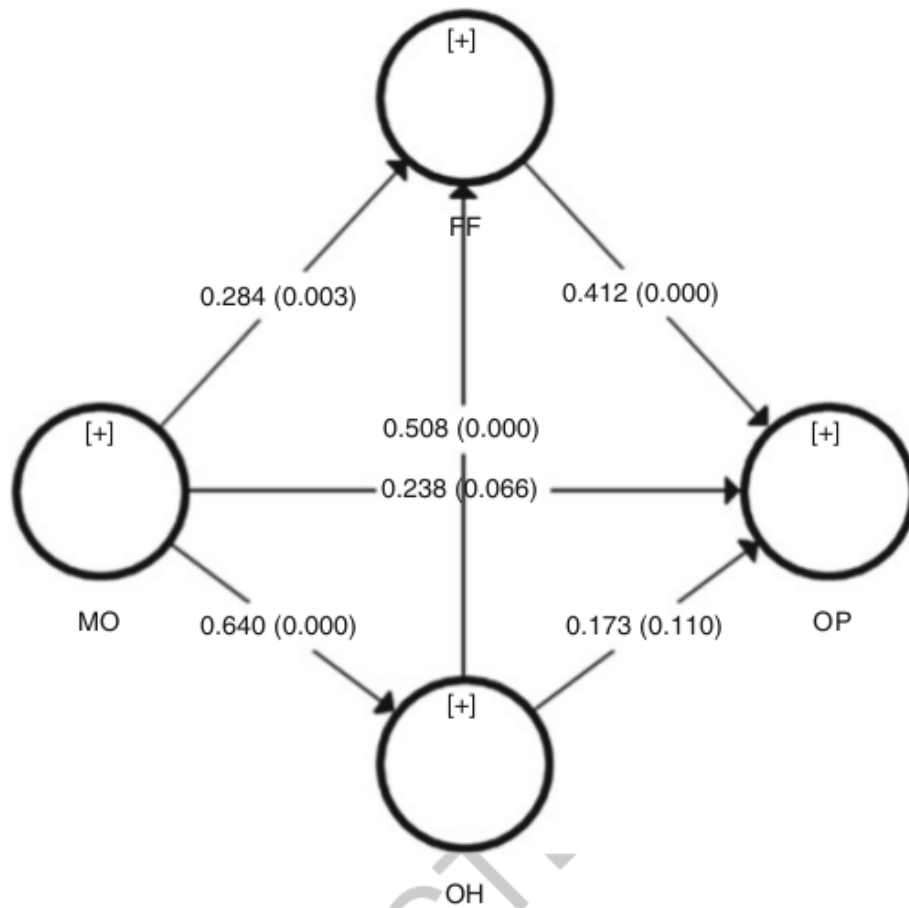 [+]
FF
0.284 (0.003)
0.412 (0.000)
0.508 (0.000)
[+]
[+]
0.238 (0.066)
MO
OP
0.640 (0.000)
0.173 (0.110)
[+]
OH